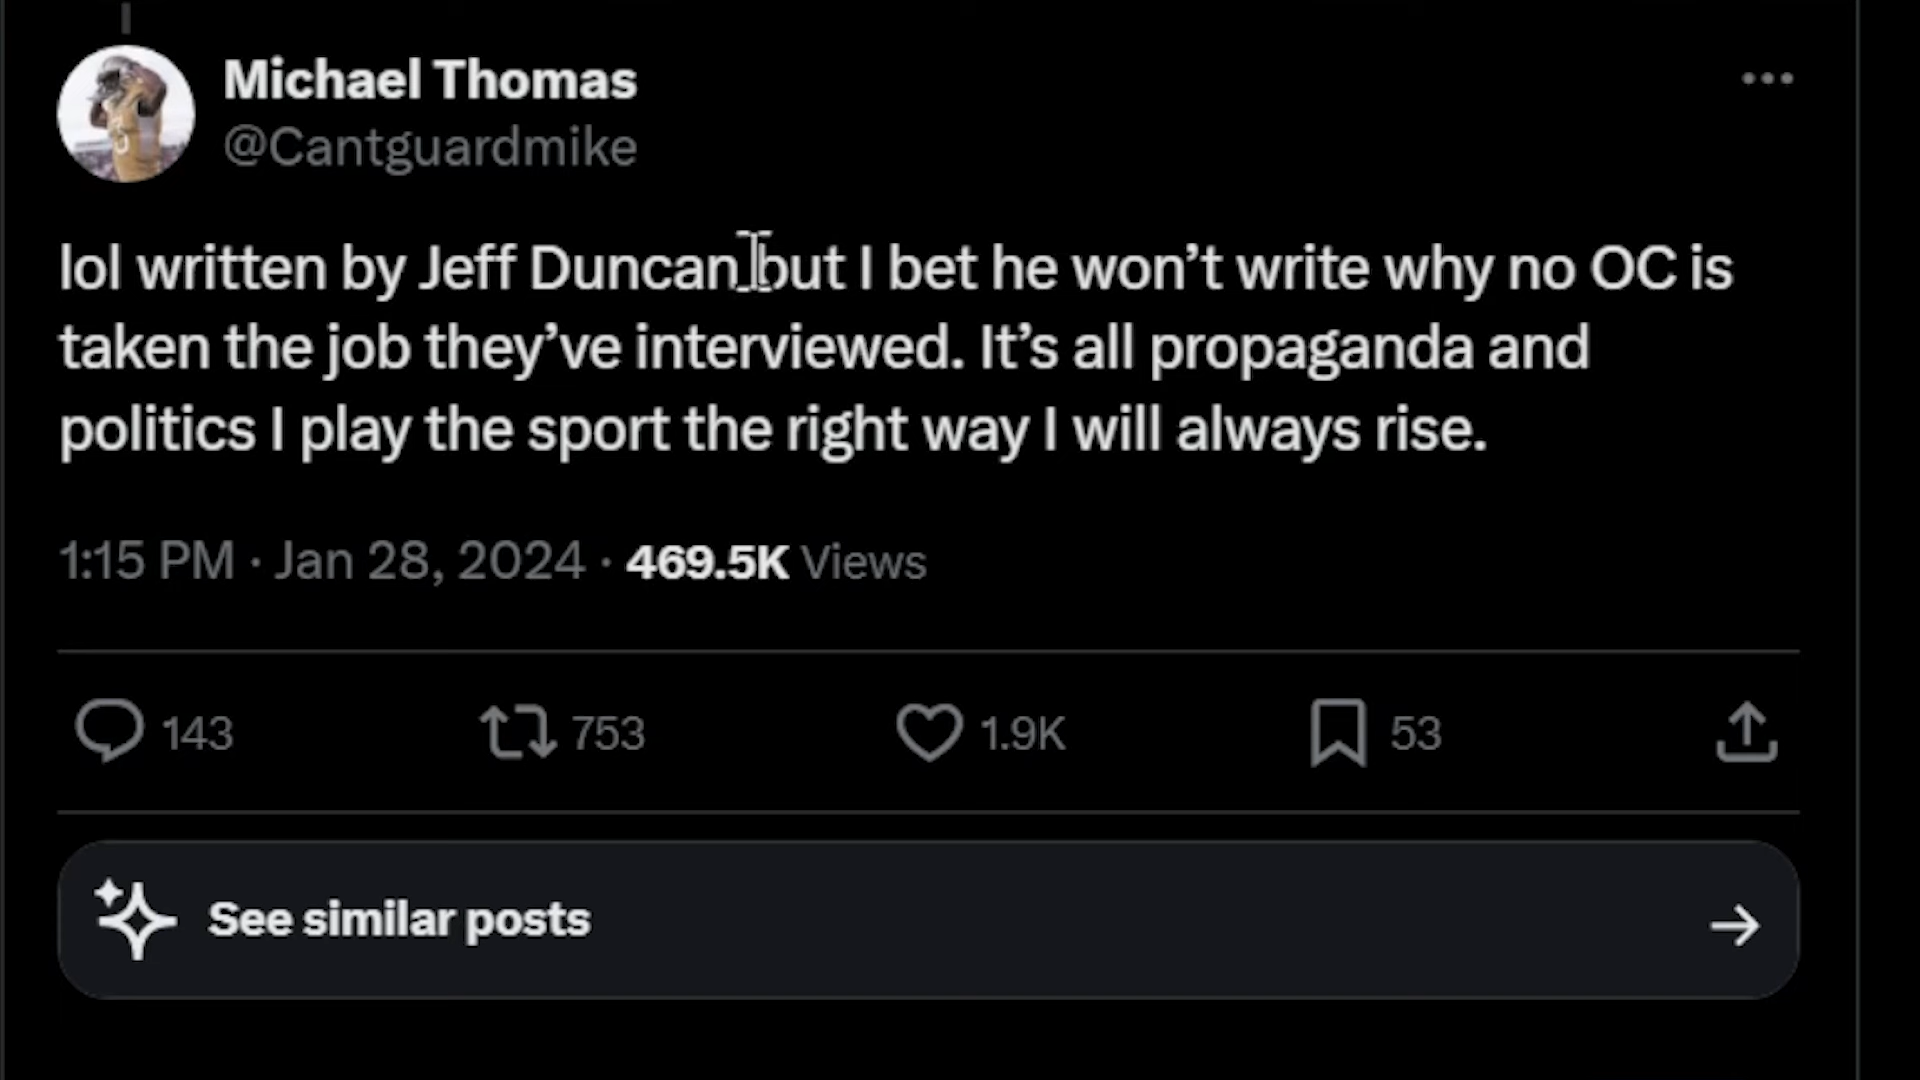 Michael Thomas
@Cantguardmike
lol written by Jeff Duncan but I bet he won’t write why no OC is
taken the job they’ve interviewed. It’s all propaganda and
politics I play the sport the right way I will always rise.
1:15 PM · Jan 28, 2024 · 469.5K Views
143 753 1.9K 53
See similar posts